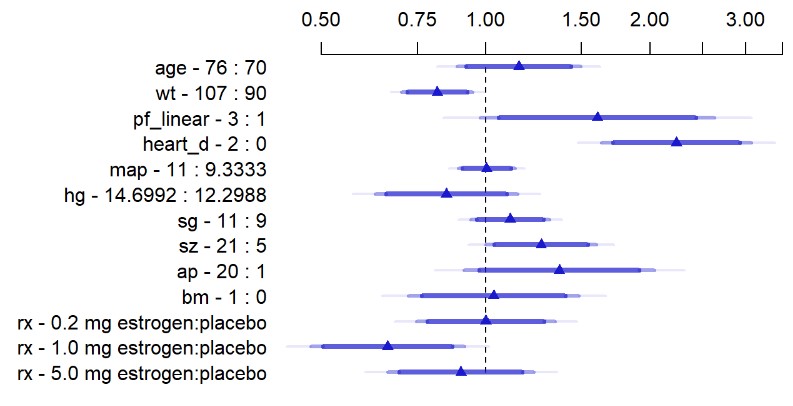 0.50 0.75 1.00 1.50 2.00 3.00
age - 76 : 70
wt - 107 : 90
pf_linear - 3 : 1
heart_d - 2 : 0
map - 11 : 9.3333
hg - 14.6992 : 12.2988
sg - 11 : 9
sz - 21 : 5
ap - 20 : 1
bm - 1 : 0
rx - 0.2 mg estrogen:placebo
rx - 1.0 mg estrogen:placebo
rx - 5.0 mg estrogen:placebo